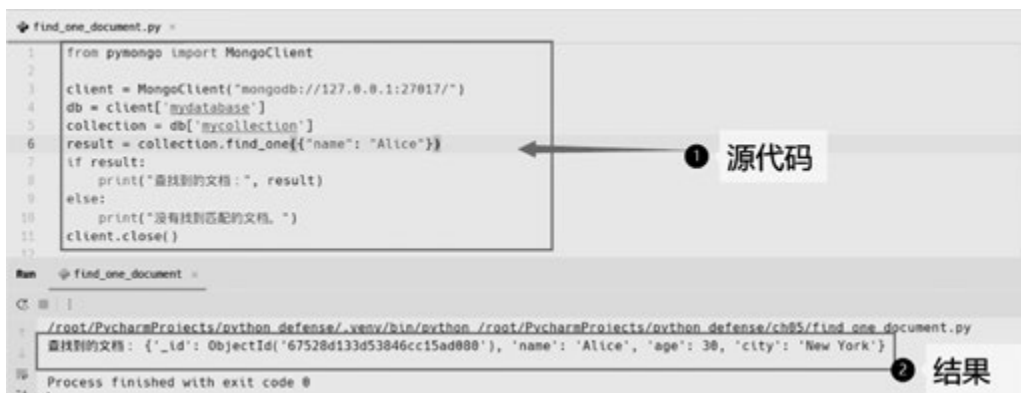 find_one_document.py ×
1 from pymongo import MongoClient
2
3 client = MongoClient("mongodb://127.0.0.1:27017/")
4 db = client['mydatabase']
5 collection = db['mycollection']
6 result = collection.find_one({"name": "Alice"})
7 if result:
8 print("查找到的文档：", result)
9 else:
10 print("没有找到匹配的文档。")
11 client.close()
12
❶ 源代码
Run find_one_document ×
/root/PycharmProjects/python_defense/.venv/bin/python /root/PycharmProjects/python_defense/ch05/find_one_document.py
查找到的文档： {'_id': ObjectId('67528d133d53846cc15ad080'), 'name': 'Alice', 'age': 30, 'city': 'New York'}
❷ 结果
Process finished with exit code 0